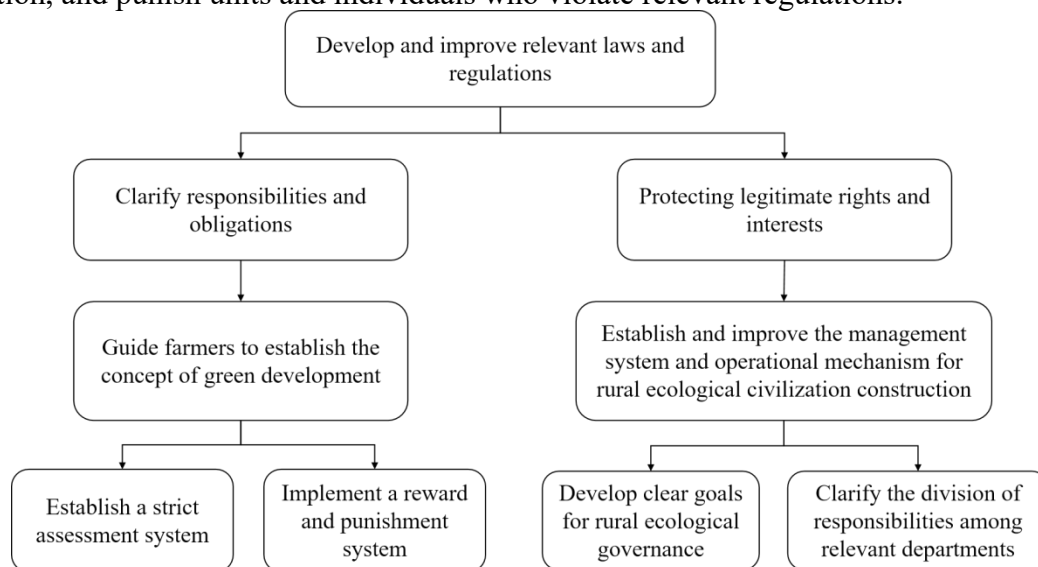 tion, and punish units and individuals who violate relevant regulations.
Develop and improve relevant laws and
regulations
Clarify responsibilities and
obligations
Protecting legitimate rights and
interests
Guide farmers to establish the
concept of green development
Establish and improve the management
system and operational mechanism for
rural ecological civilization construction
Establish a strict
assessment system
Implement a reward
and punishment
system
Develop clear goals
for rural ecological
governance
Clarify the division of
responsibilities among
relevant departments